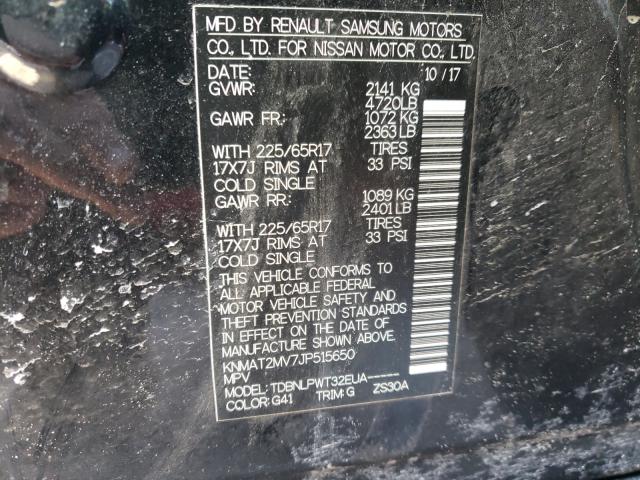 MFD BY RENAULT SAMSUNG MOTORS
CO., LTD. FOR NISSAN MOTOR CO., LTD.
DATE: 10 / 17
GVWR: 2141 KG
4720LB
GAWR FR: 1072 KG
2363 LB
WITH 225/65R17 TIRES
17X7J RIMS AT 33 PSI
COLD SINGLE
GAWR RR: 1089 KG
2401 LB
WITH 225/65R17 TIRES
17X7J RIMS AT 33 PSI
COLD SINGLE
THIS VEHICLE CONFORMS TO
ALL APPLICABLE FEDERAL
MOTOR VEHICLE SAFETY AND
THEFT PREVENTION STANDARDS
IN EFFECT ON THE DATE OF
MANUFACTURE SHOWN ABOVE.
KNMAT2MV7JP515650
MPV
MODEL: TDBNLPWT32EUA-----
COLOR: G41 TRIM: G ZS30A